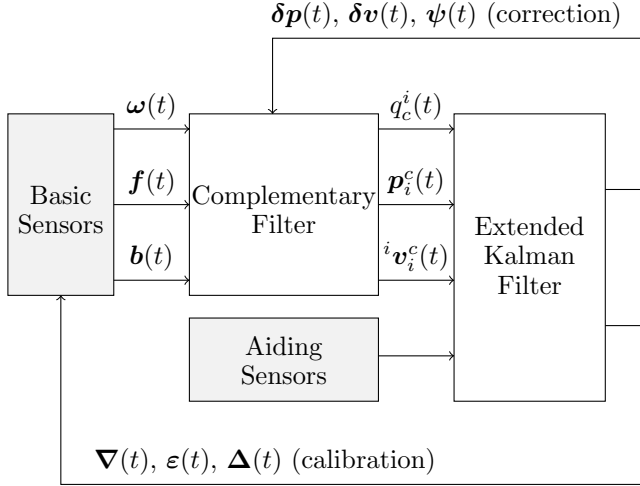 δp(t), δv(t), ψ(t) (correction)
ω(t)
f(t)
b(t)
Basic
Sensors
Complementary
Filter
q_c^i(t)
p_i^c(t)
^i v_i^c(t)
Extended
Kalman
Filter
Aiding
Sensors
∇(t), ε(t), Δ(t) (calibration)